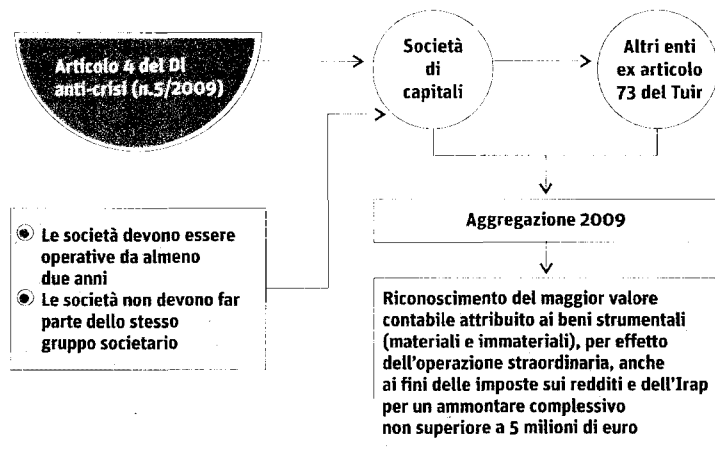 Articolo 4 del Dl
anti-crisi (n.5/2009)
Società
di
capitali
Altri enti
ex articolo
73 del Tuir
Le società devono essere
operative da almeno
due anni
Le società non devono far
parte dello stesso
gruppo societario
Aggregazione 2009
Riconoscimento del maggior valore
contabile attribuito ai beni strumentali
(materiali e immateriali), per effetto
dell'operazione straordinaria, anche
ai fini delle imposte sui redditi e dell'Irap
per un ammontare complessivo
non superiore a 5 milioni di euro